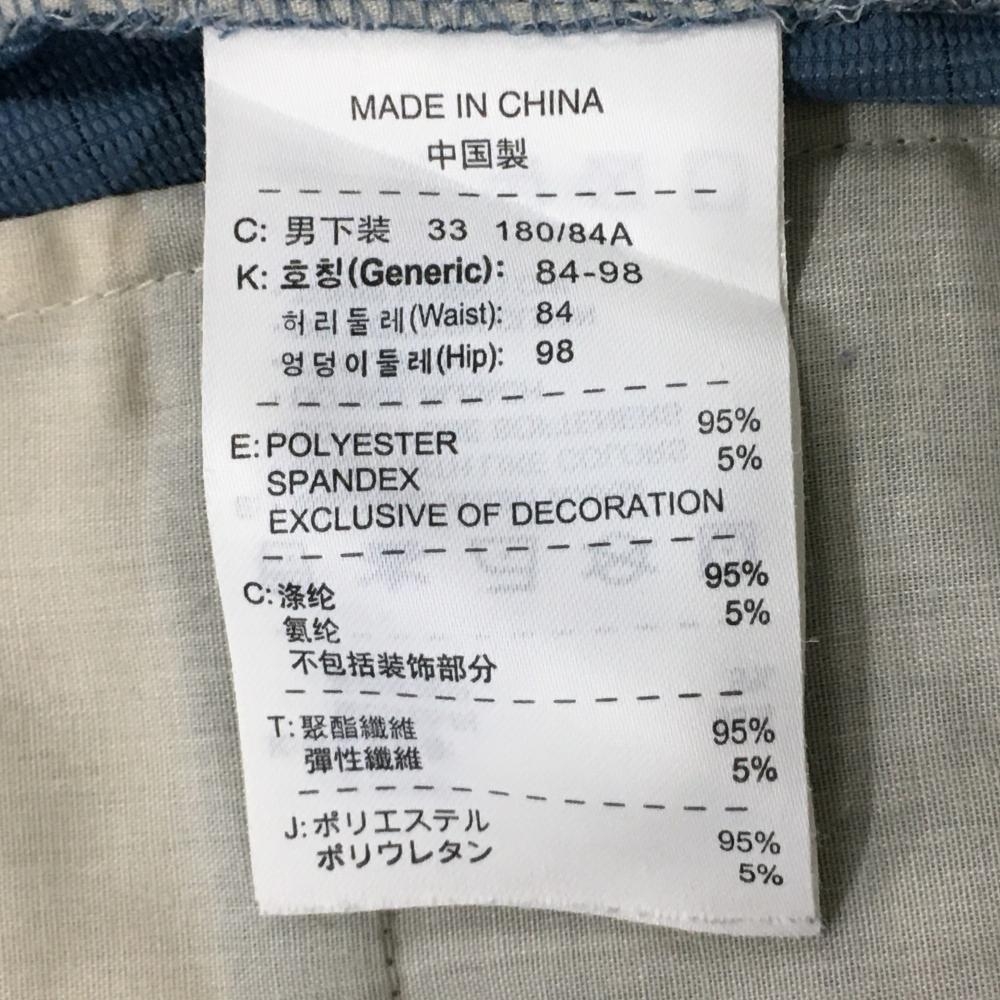 MADE IN CHINA
中国製
C: 男下装 33 180/84A
K: 호칭(Generic): 84-98
허리둘레(Waist): 84
엉덩이둘레(Hip): 98
E: POLYESTER 95%
SPANDEX 5%
EXCLUSIVE OF DECORATION
C: 涤纶 95%
氨纶 5%
不包括装饰部分
T: 聚酯纖維 95%
彈性纖維 5%
J: ポリエステル 95%
ポリウレタン 5%